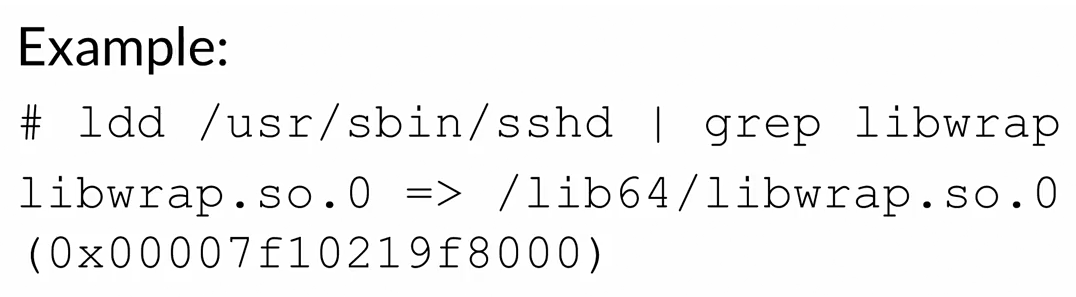 Example:
# ldd /usr/sbin/sshd | grep libwrap
libwrap.so.0 => /lib64/libwrap.so.0
(0x00007f10219f8000)